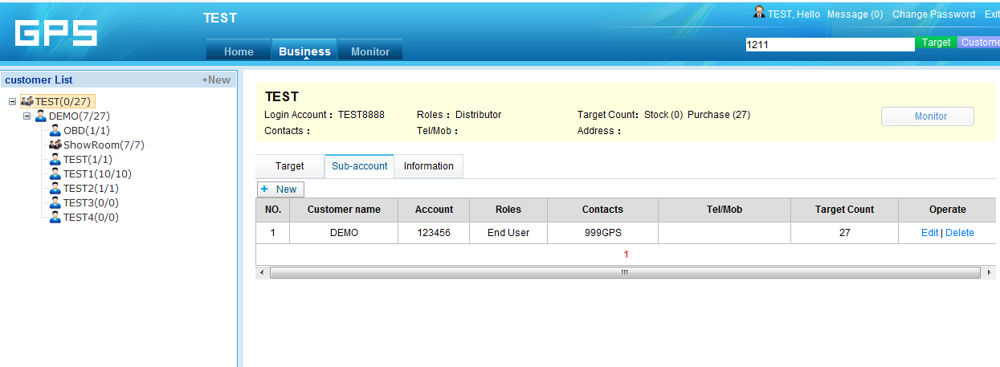 GPS
TEST
TEST, Hello Message (0) Change Password Exit
Home Business Monitor
1211 Target Custome
customer List +New
TEST(0/27)
DEMO(7/27)
OBD(1/1)
ShowRoom(7/7)
TEST(1/1)
TEST1(10/10)
TEST2(1/1)
TEST3(0/0)
TEST4(0/0)
TEST
Login Account : TEST8888 Roles : Distributor Target Count: Stock (0) Purchase (27)
Contacts : Tel/Mob : Address :
Monitor
Target Sub-account Information
+ New
NO. Customer name Account Roles Contacts Tel/Mob Target Count Operate
1 DEMO 123456 End User 999GPS 27 Edit | Delete
1